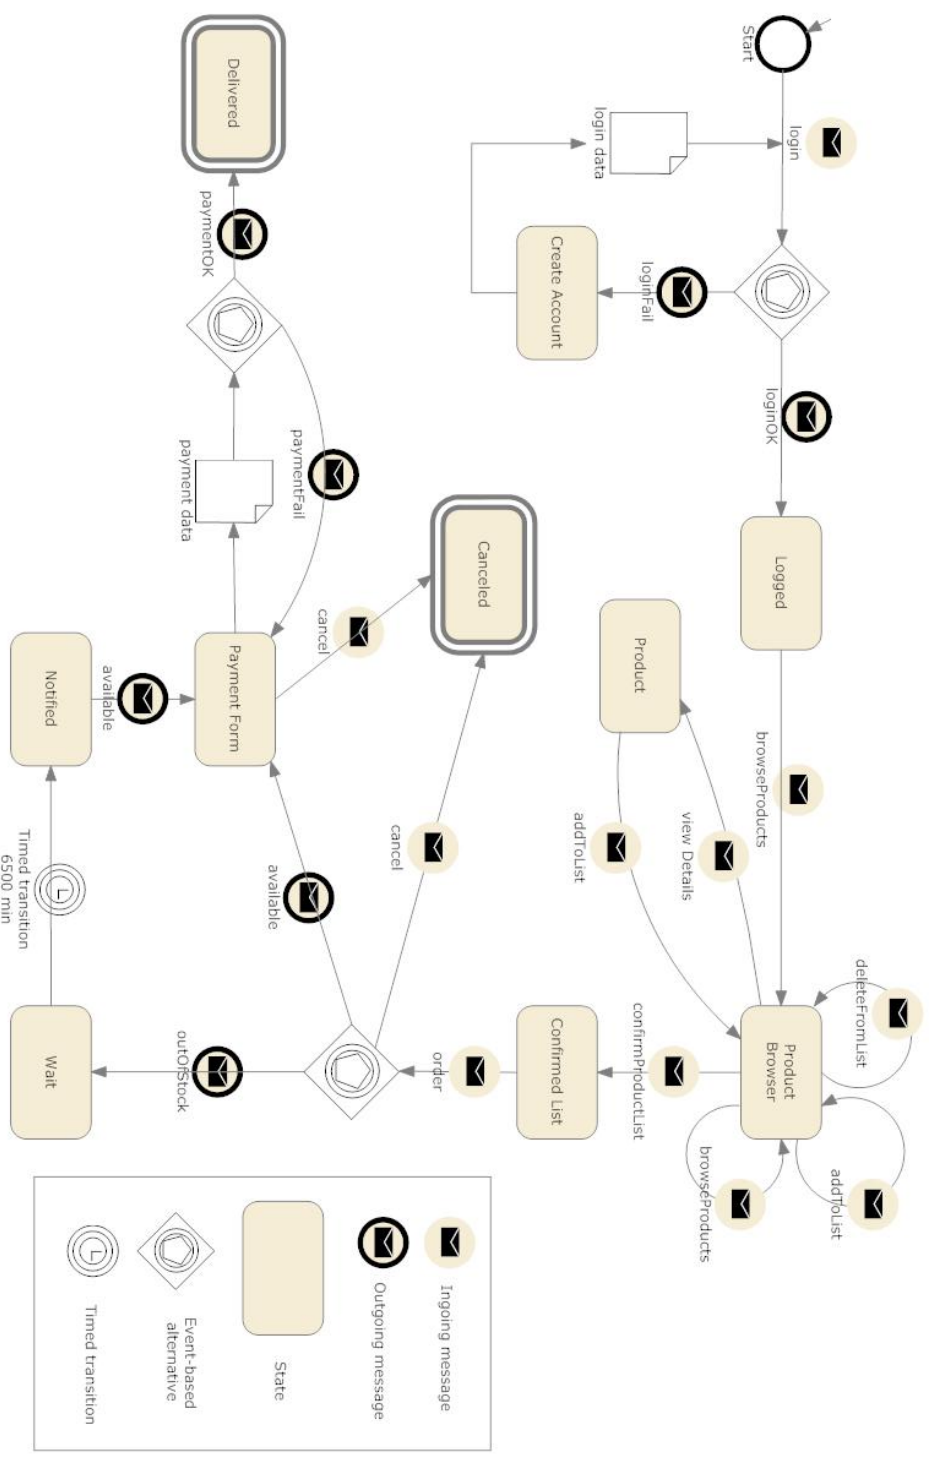 Start
login
login data
Create Account
loginFail
loginOK
Logged
browseProducts
Product
Browser
deleteFromList
addToList
browseProducts
view Details
Product
addToList
confirmProductList
Confirmed List
order
cancel
Canceled
available
outOfStock
Wait
Timed transition
6500 min
Notified
available
Payment Form
cancel
payment data
paymentFail
paymentOK
Delivered
Ingoing message
Outgoing message
State
Event-based
alternative
Timed transition